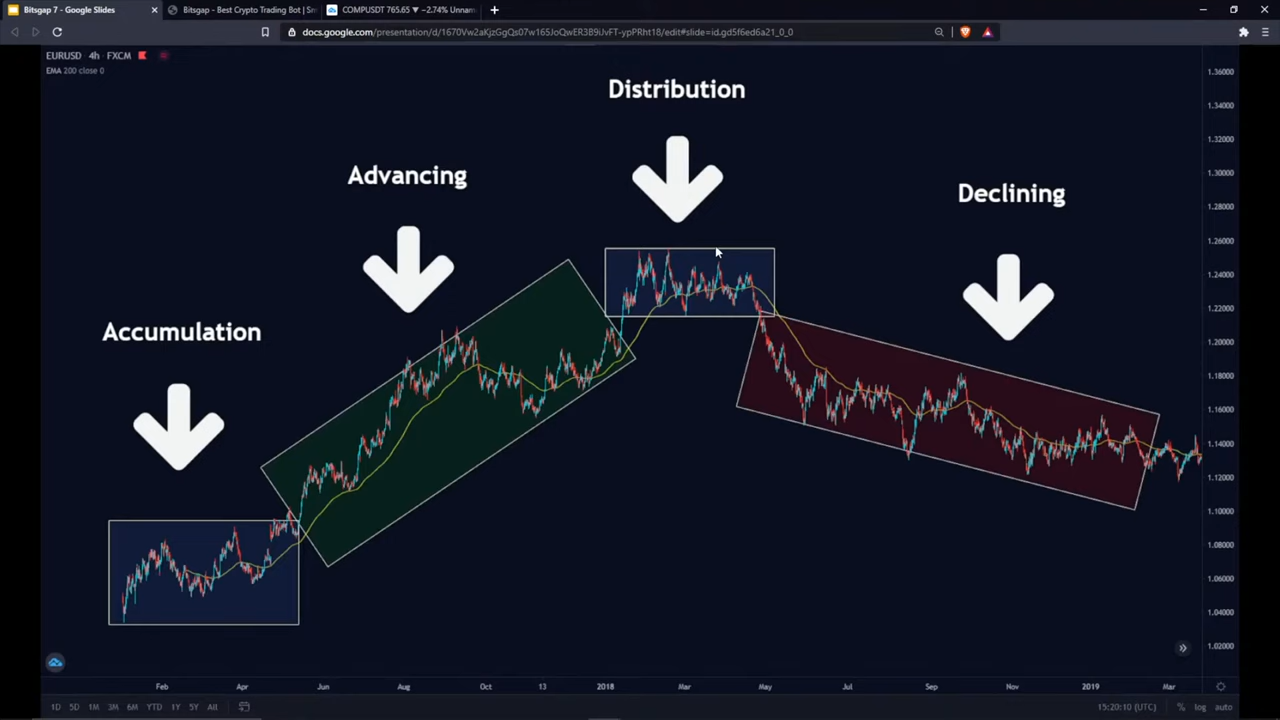 Bitsgap 7 - Google Slides
Bitsgap - Best Crypto Trading Bot | Sm
COMPUSDT 765.65 ▼ −2.74% Unnam
docs.google.com/presentation/d/1670Vw2aKjzGgQs07w165JoQwER3B9iJvFT-ypPRht18/edit#slide=id.gd5f6ed6a21_0_0
EURUSD 4h FXCM
EMA 200 close 0
Distribution
Advancing
Declining
Accumulation
1.36000
1.34000
1.32000
1.30000
1.28000
1.26000
1.24000
1.22000
1.20000
1.18000
1.16000
1.14000
1.12000
1.10000
1.08000
1.06000
1.04000
1.02000
Feb Apr Jun Aug Oct 13 2018 Mar May Jul Sep Nov 2019 Mar
1D 5D 1M 3M 6M YTD 1Y 5Y All
15:20:10 (UTC) % log auto